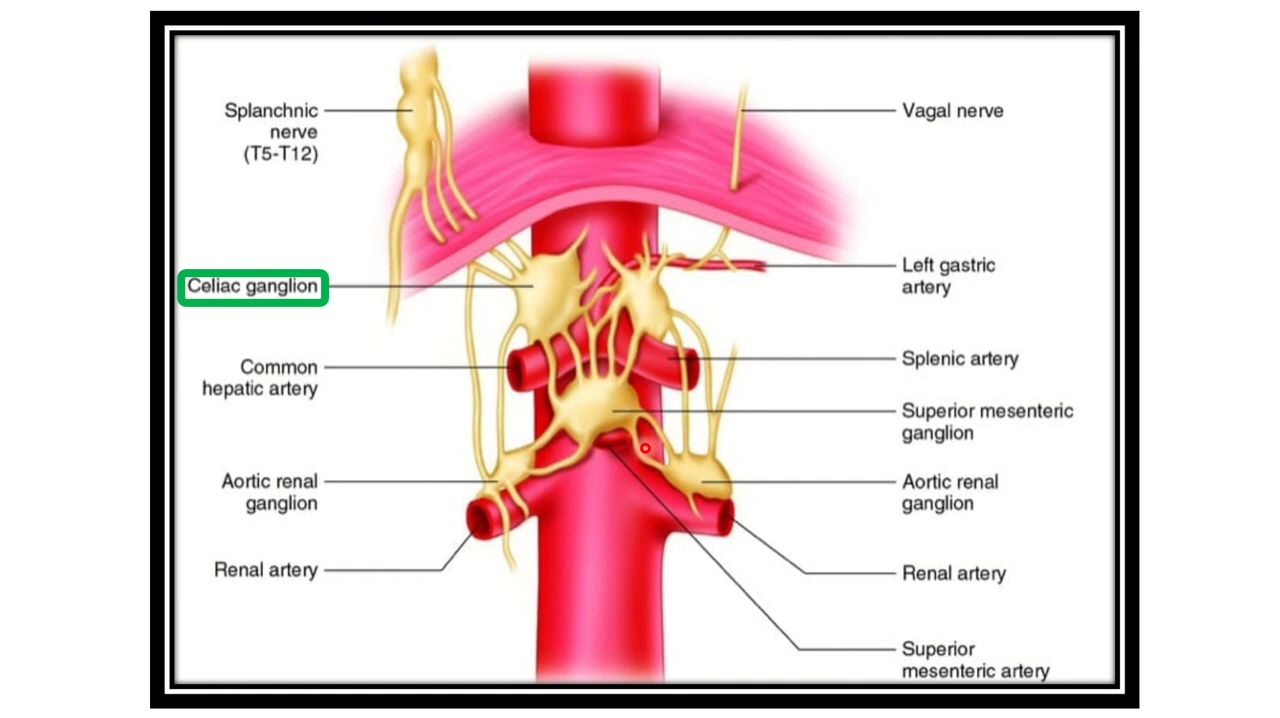 Splanchnic
nerve
(T5-T12)
Celiac ganglion
Common
hepatic artery
Aortic renal
ganglion
Renal artery
Vagal nerve
Left gastric
artery
Splenic artery
Superior mesenteric
ganglion
Aortic renal
ganglion
Renal artery
Superior
mesenteric artery